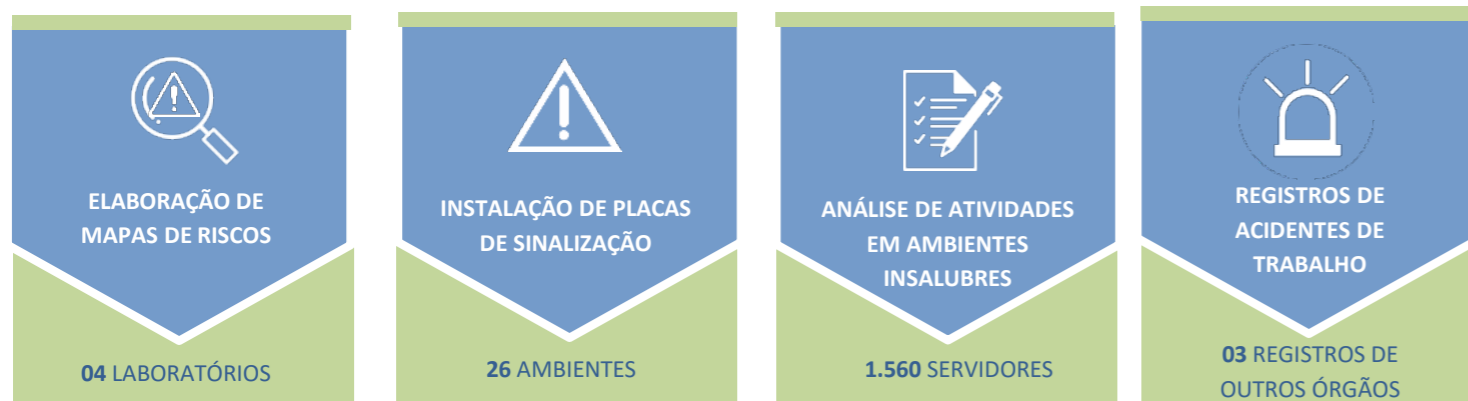 ELABORAÇÃO DE
MAPAS DE RISCOS
04 LABORATÓRIOS
INSTALAÇÃO DE PLACAS
DE SINALIZAÇÃO
26 AMBIENTES
ANÁLISE DE ATIVIDADES
EM AMBIENTES
INSALUBRES
1.560 SERVIDORES
REGISTROS DE
ACIDENTES DE
TRABALHO
03 REGISTROS DE
OUTROS ÓRGÃOS